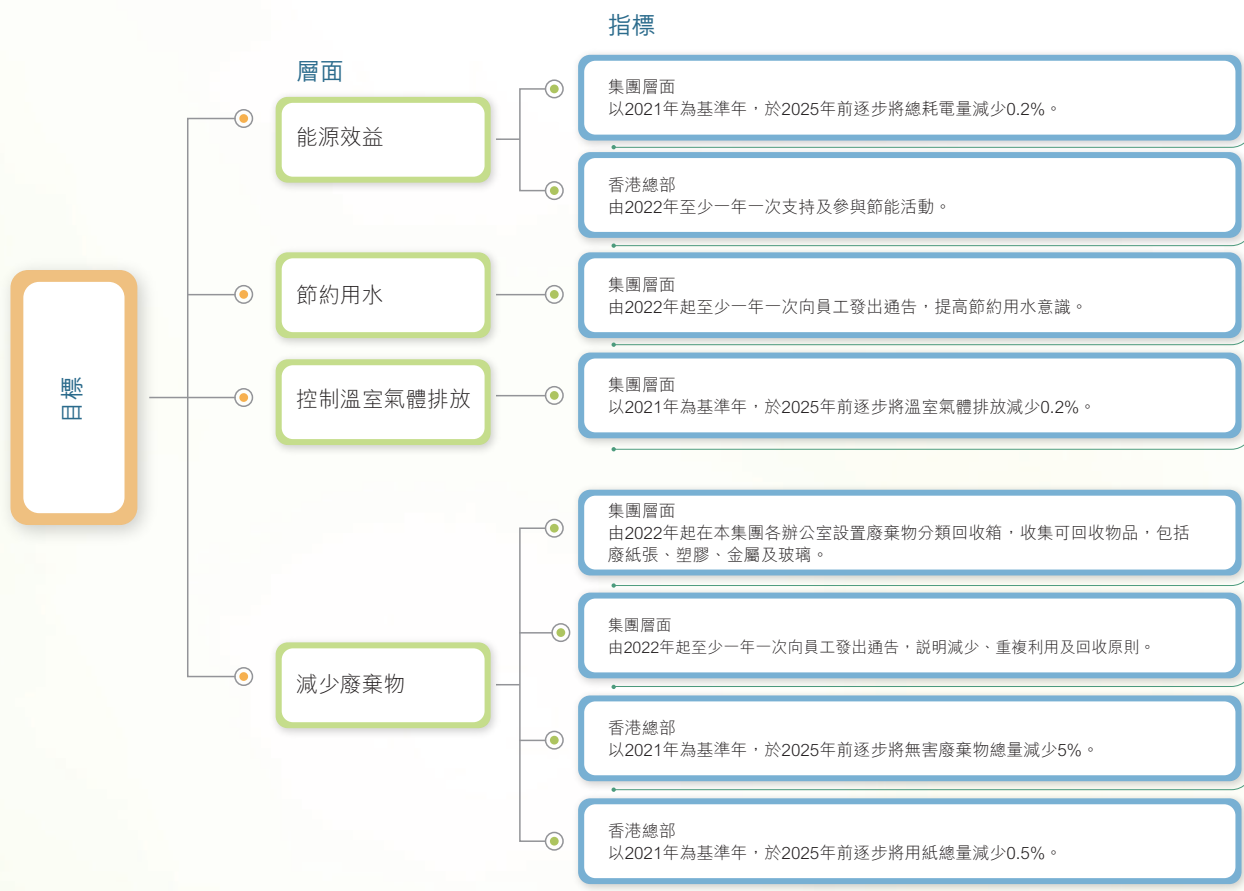 指標
層面
目標
能源效益
集團層面
以2021年為基準年，於2025年前逐步將總耗電量減少0.2%。
香港總部
由2022年至少一年一次支持及參與節能活動。
節約用水
集團層面
由2022年起至少一年一次向員工發出通告，提高節約用水意識。
控制溫室氣體排放
集團層面
以2021年為基準年，於2025年前逐步將溫室氣體排放減少0.2%。
減少廢棄物
集團層面
由2022年起在本集團各辦公室設置廢棄物分類回收箱，收集可回收物品，包括
廢紙張、塑膠、金屬及玻璃。
集團層面
由2022年起至少一年一次向員工發出通告，説明減少、重複利用及回收原則。
香港總部
以2021年為基準年，於2025年前逐步將無害廢棄物總量減少5%。
香港總部
以2021年為基準年，於2025年前逐步將用紙總量減少0.5%。